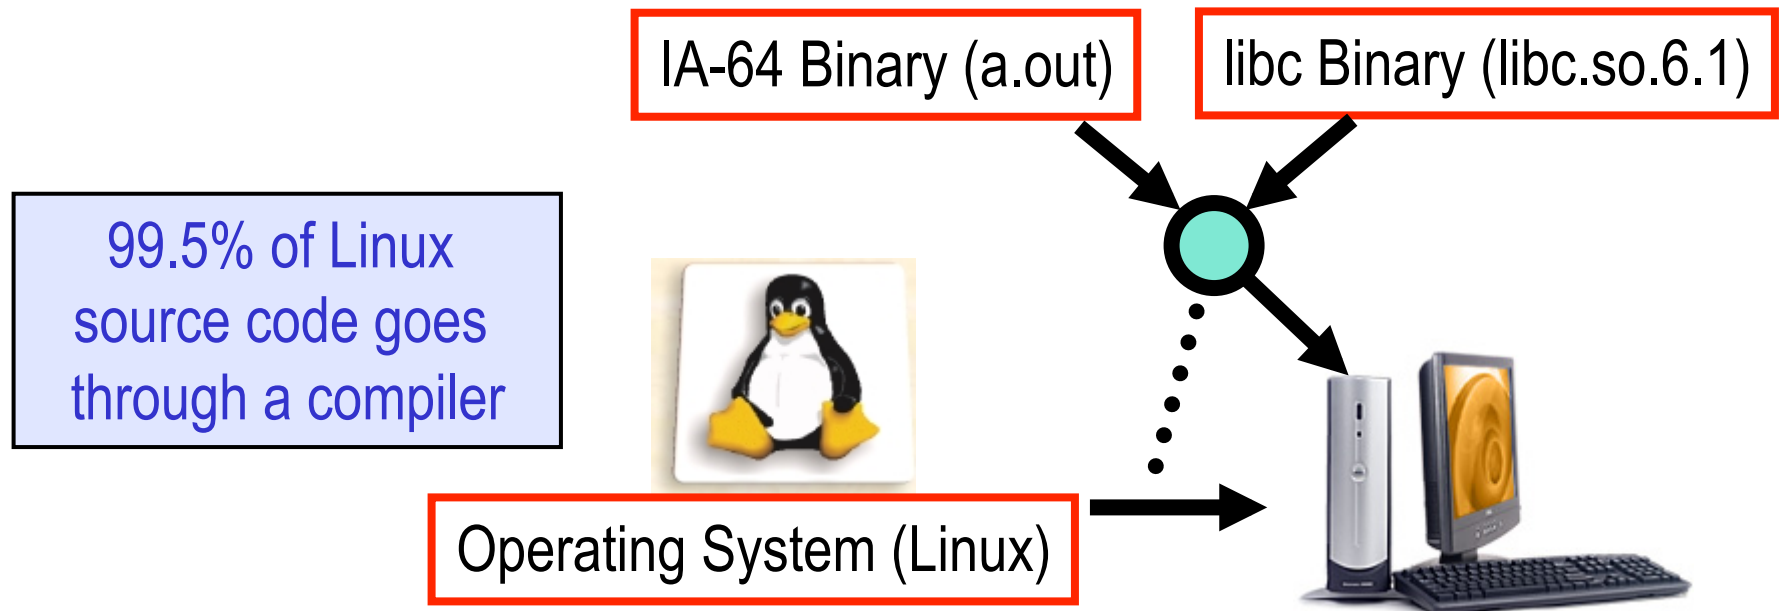 IA-64 Binary (a.out)
libc Binary (libc.so.6.1)
99.5% of Linux
source code goes
through a compiler
Operating System (Linux)